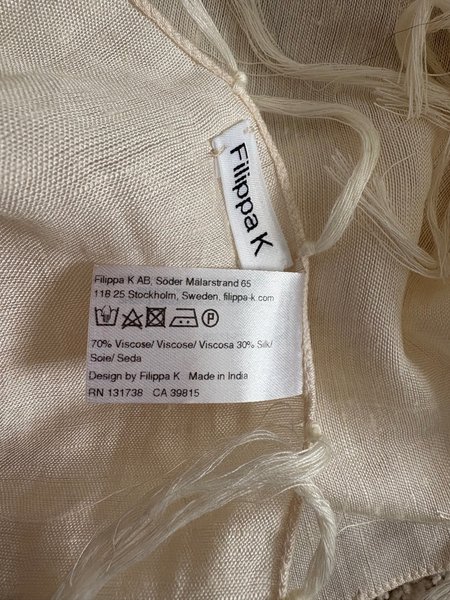 Filippa K
Filippa K AB, Söder Mälarstrand 65
118 25 Stockholm, Sweden, filippa-k.com
P
70% Viscose/ Viscose/ Viscosa 30% Silk/
Soie/ Seda
Design by Filippa K Made in India
RN 131738 CA 39815